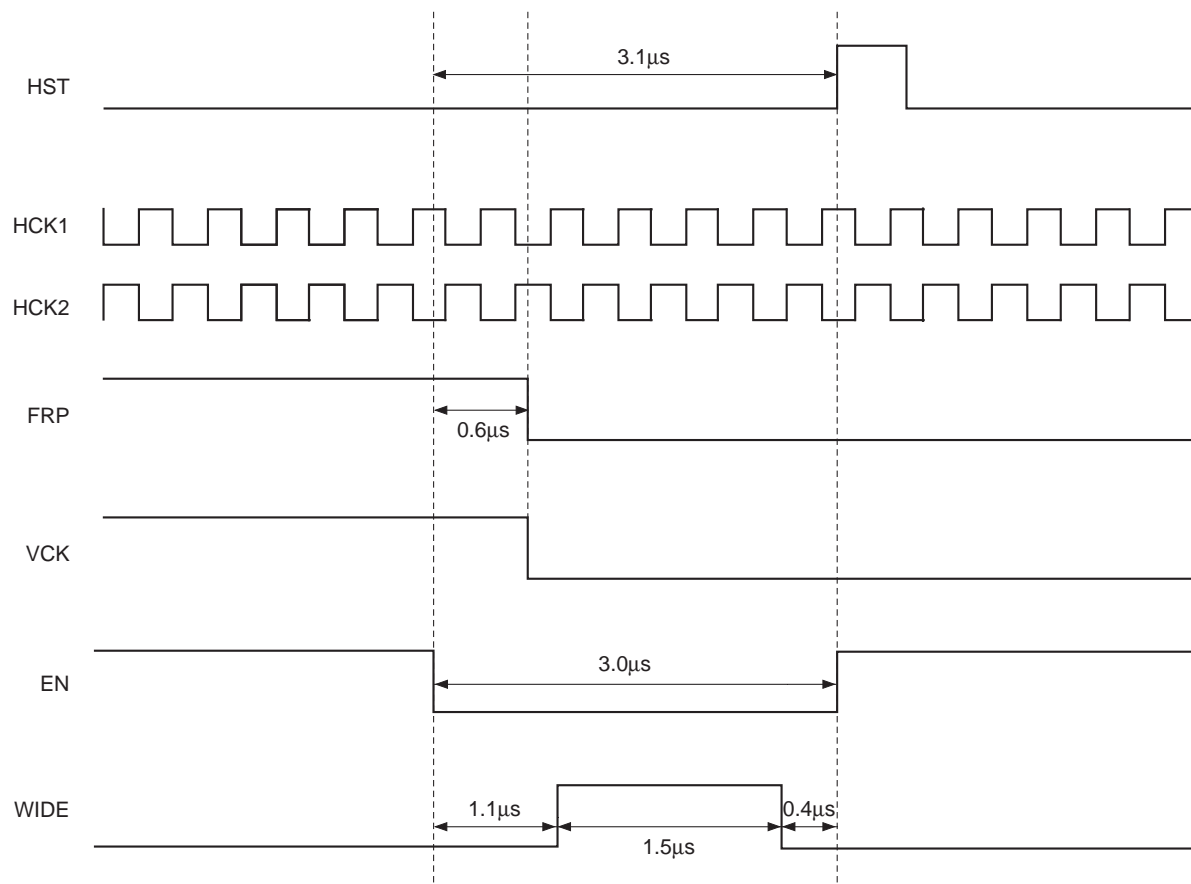 3.1μs
HST
HCK1
HCK2
FRP
0.6μs
VCK
3.0μs
EN
WIDE
1.1μs
0.4μs
1.5μs